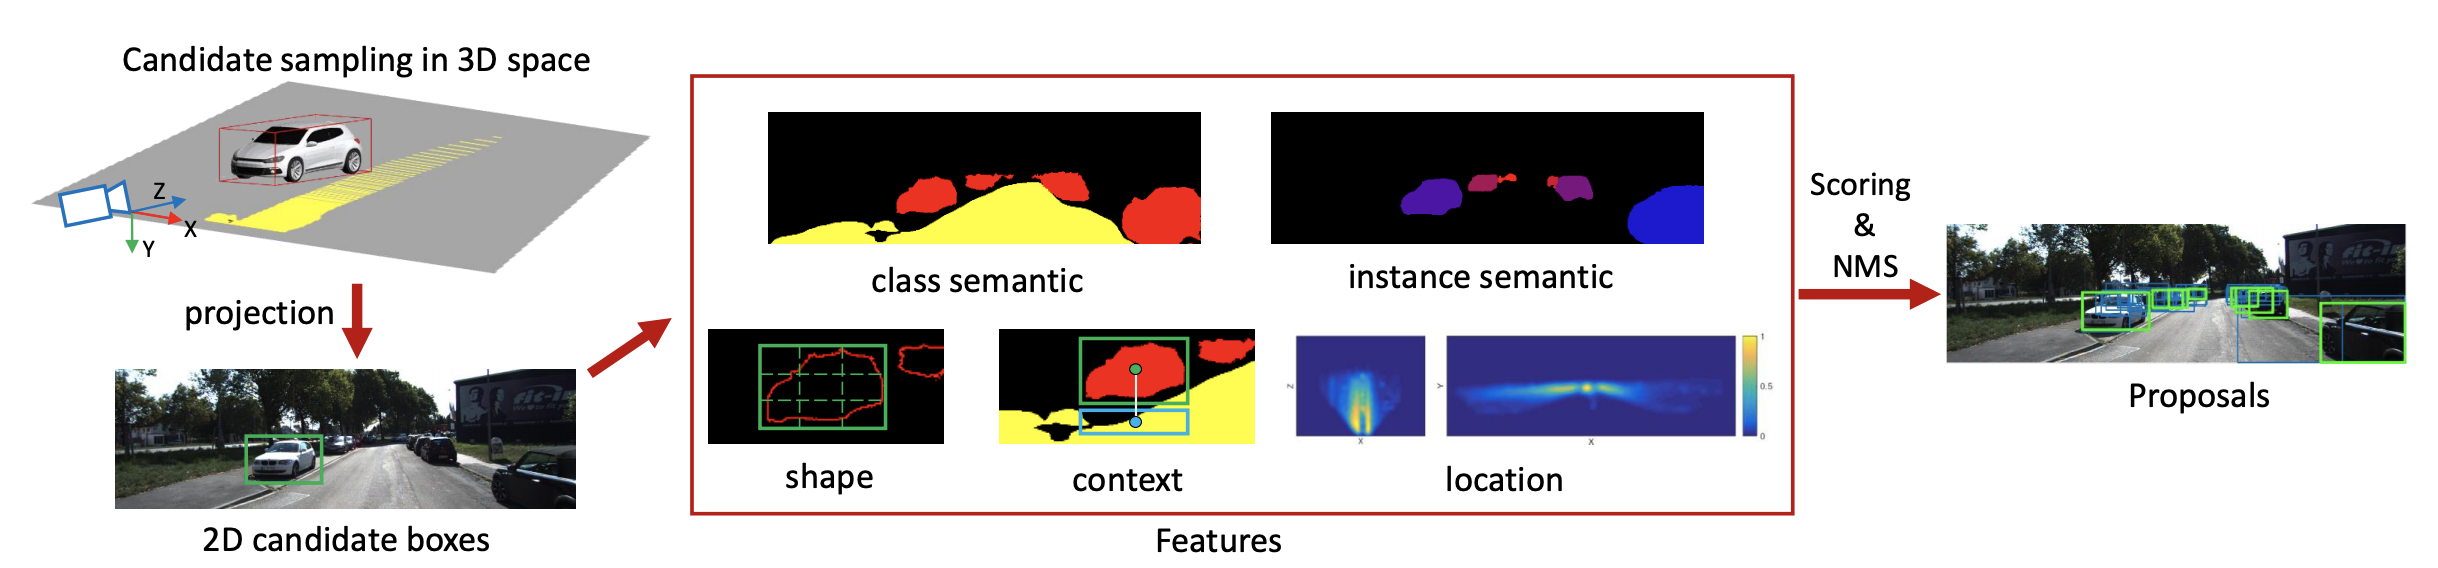 Candidate sampling in 3D space
Z
X
Y
projection
2D candidate boxes
class semantic
instance semantic
shape
context
Z
X
Y
X
1
0.5
0
location
Features
Scoring
&
NMS
Proposals